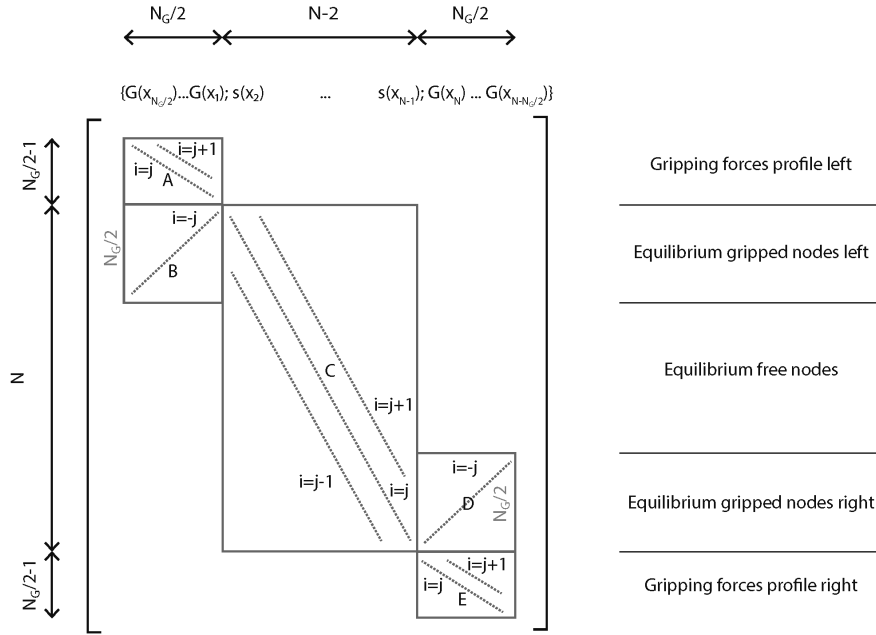 N_G/2 N-2 N_G/2
{G(x_{N_G/2})...G(x_1); s(x_2) ... s(x_{N-1}); G(x_N) ... G(x_{N-N_G/2})}
N_G/2-1
i=j+1
i=j
A
Gripping forces profile left
i=-j
N_G/2
B
Equilibrium gripped nodes left
N
C
i=j+1
i=j-1
i=j
Equilibrium free nodes
i=-j
D
N_G/2
Equilibrium gripped nodes right
N_G/2-1
i=j+1
i=j
E
Gripping forces profile right